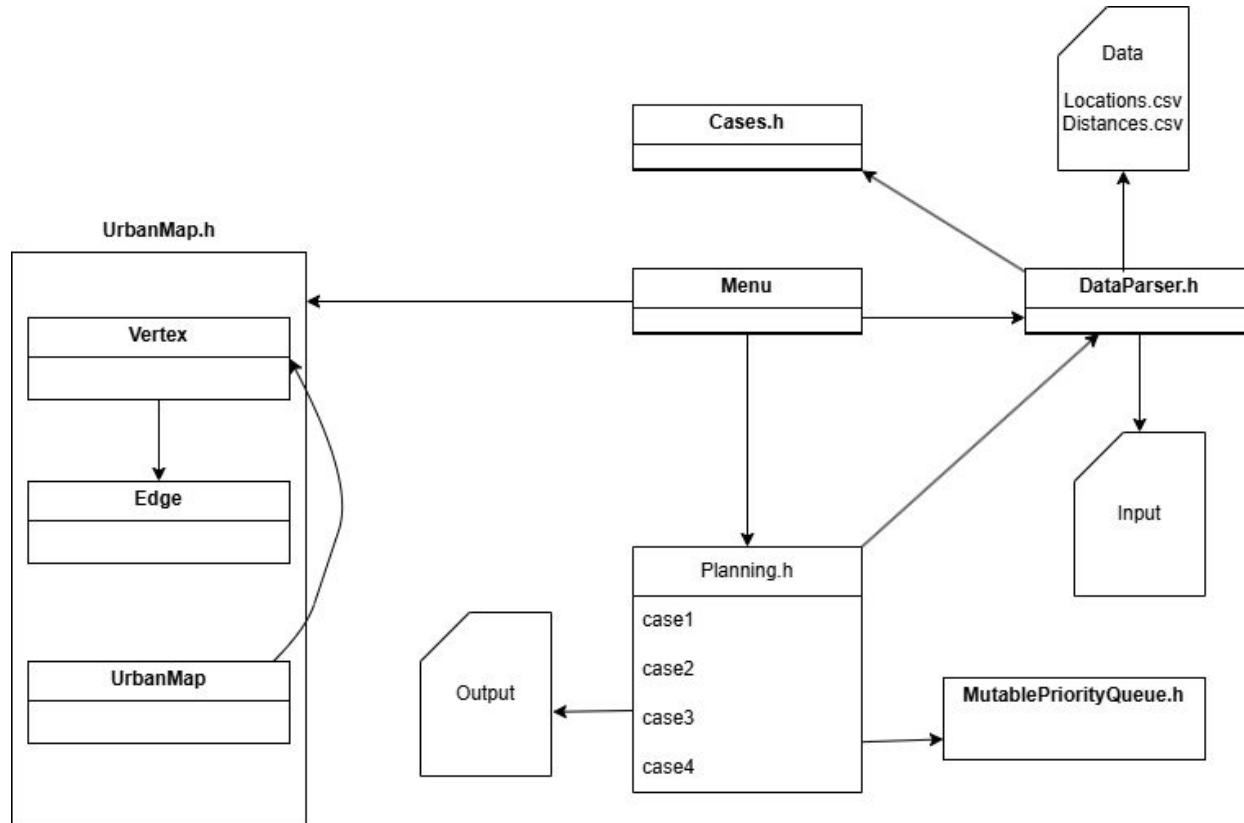 Data
Locations.csv
Distances.csv
Cases.h
UrbanMap.h
Menu
DataParser.h
Vertex
Edge
Input
Planning.h
case1
case2
case3
case4
UrbanMap
Output
MutablePriorityQueue.h